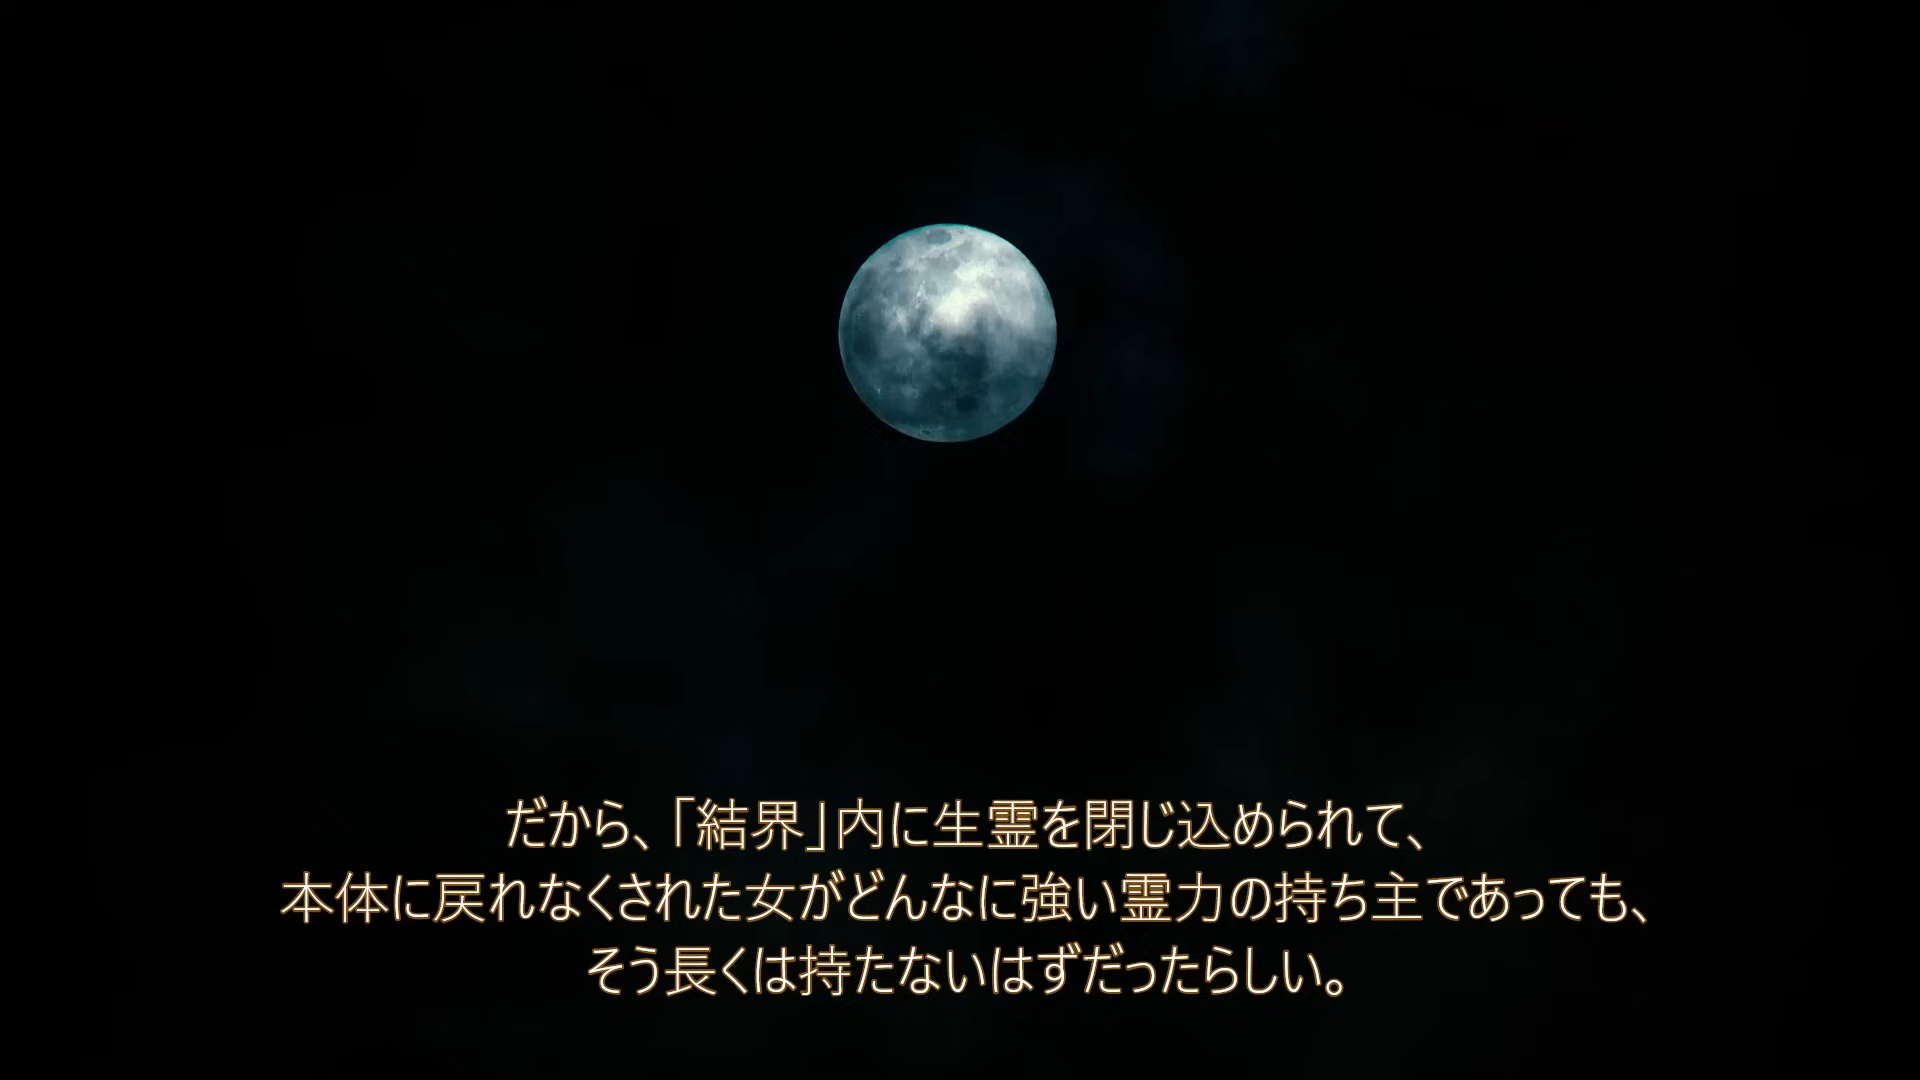 だから、「結界」内に生霊を閉じ込められて、
本体に戻れなくされた女がどんなに強い霊力の持ち主であっても、
そう長くは持たないはずだったらしい。